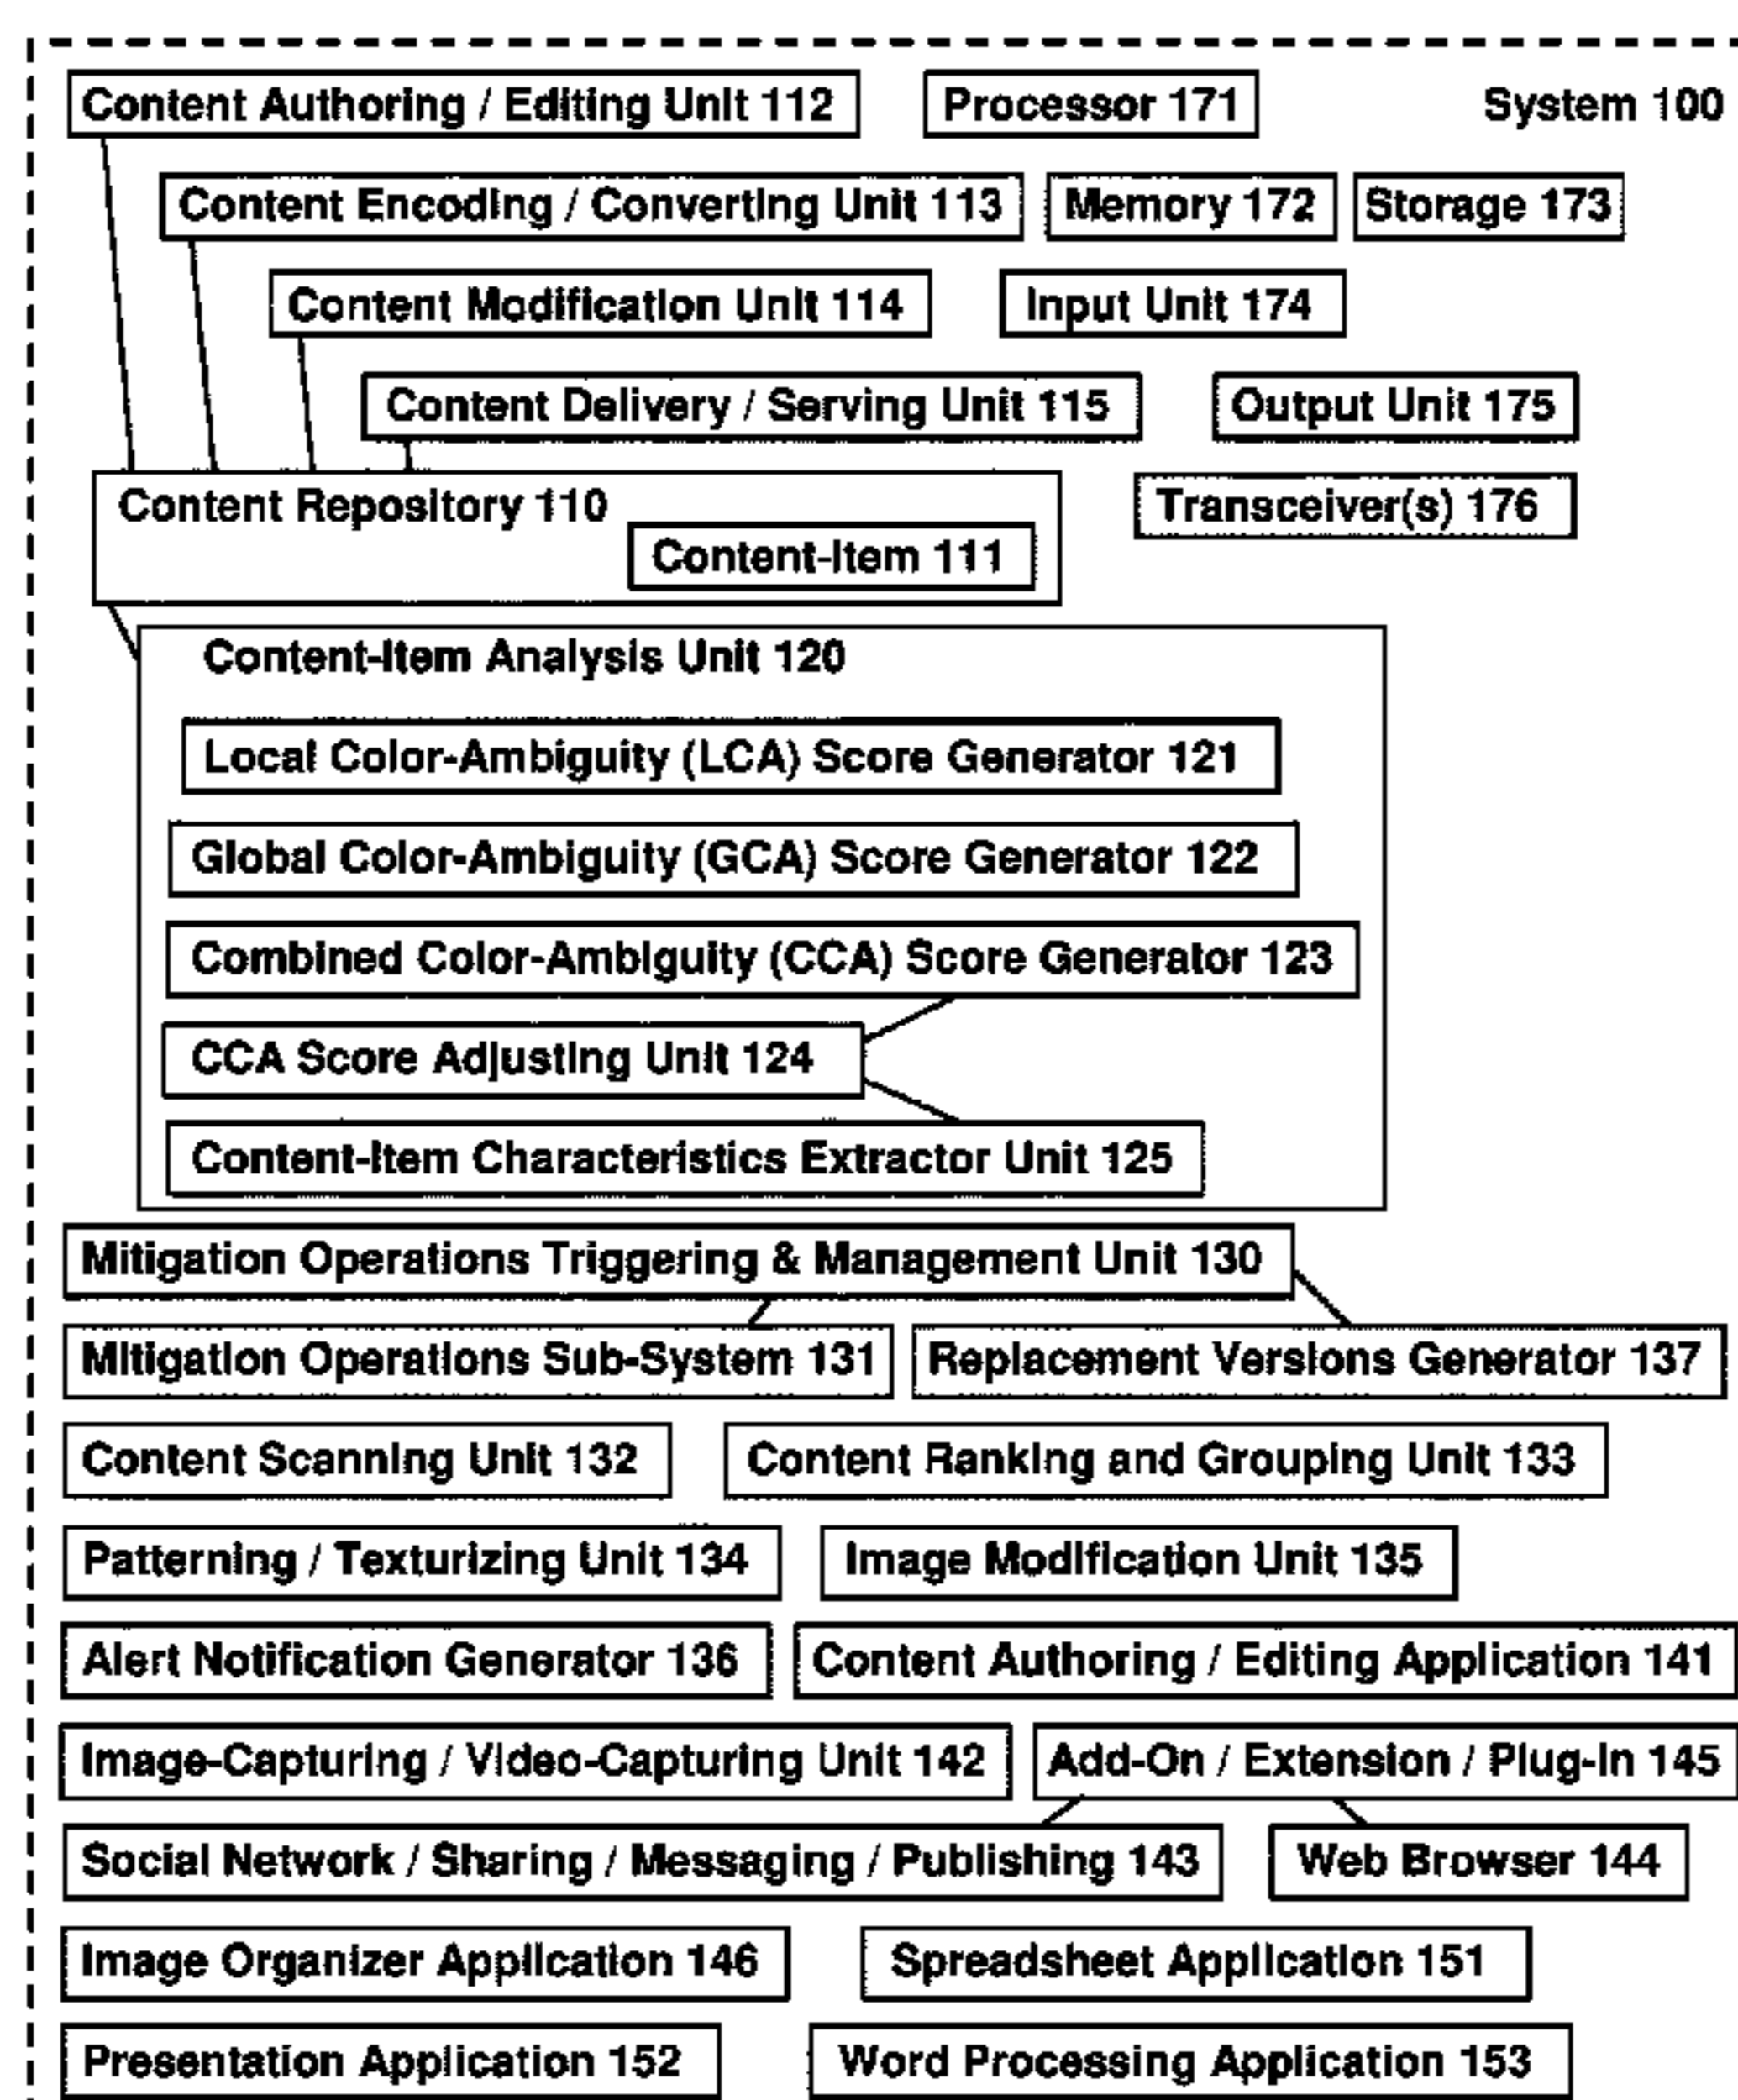 Content Authoring / Editing Unit 112
Processor 171
System 100
Content Encoding / Converting Unit 113
Memory 172
Storage 173
Content Modification Unit 114
Input Unit 174
Content Delivery / Serving Unit 115
Output Unit 175
Content Repository 110
Transceiver(s) 176
Content-Item 111
Content-Item Analysis Unit 120
Local Color-Ambiguity (LCA) Score Generator 121
Global Color-Ambiguity (GCA) Score Generator 122
Combined Color-Ambiguity (CCA) Score Generator 123
CCA Score Adjusting Unit 124
Content-Item Characteristics Extractor Unit 125
Mitigation Operations Triggering & Management Unit 130
Mitigation Operations Sub-System 131
Replacement Versions Generator 137
Content Scanning Unit 132
Content Ranking and Grouping Unit 133
Patterning / Texturizing Unit 134
Image Modification Unit 135
Alert Notification Generator 136
Content Authoring / Editing Application 141
Image-Capturing / Video-Capturing Unit 142
Add-On / Extension / Plug-In 145
Social Network / Sharing / Messaging / Publishing 143
Web Browser 144
Image Organizer Application 146
Spreadsheet Application 151
Presentation Application 152
Word Processing Application 153